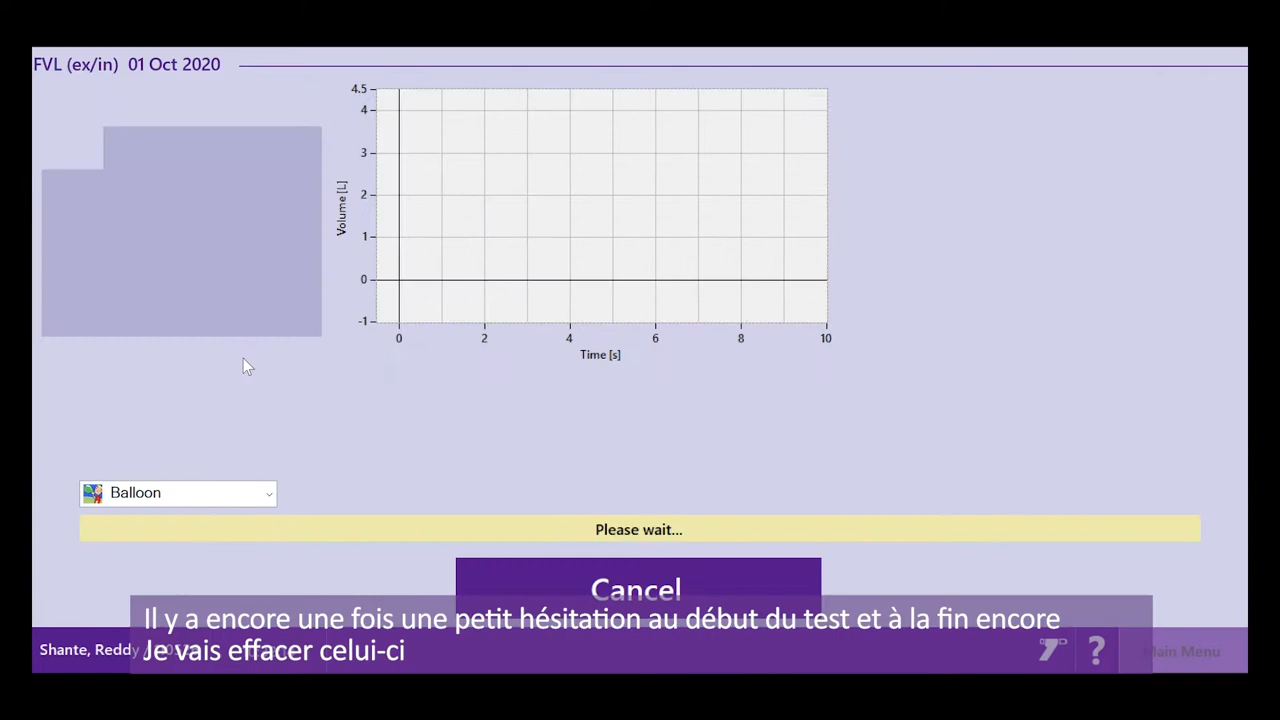 FVL (ex/in) 01 Oct 2020
4.5
4
3
2
1
0
-1
Volume [L]
0 2 4 6 8 10
Time [s]
Balloon
Please wait...
Cancel
Il y a encore une fois une petit hésitation au début du test et à la fin encore
Je vais effacer celui-ci
Shante, Reddy
?
Main Menu